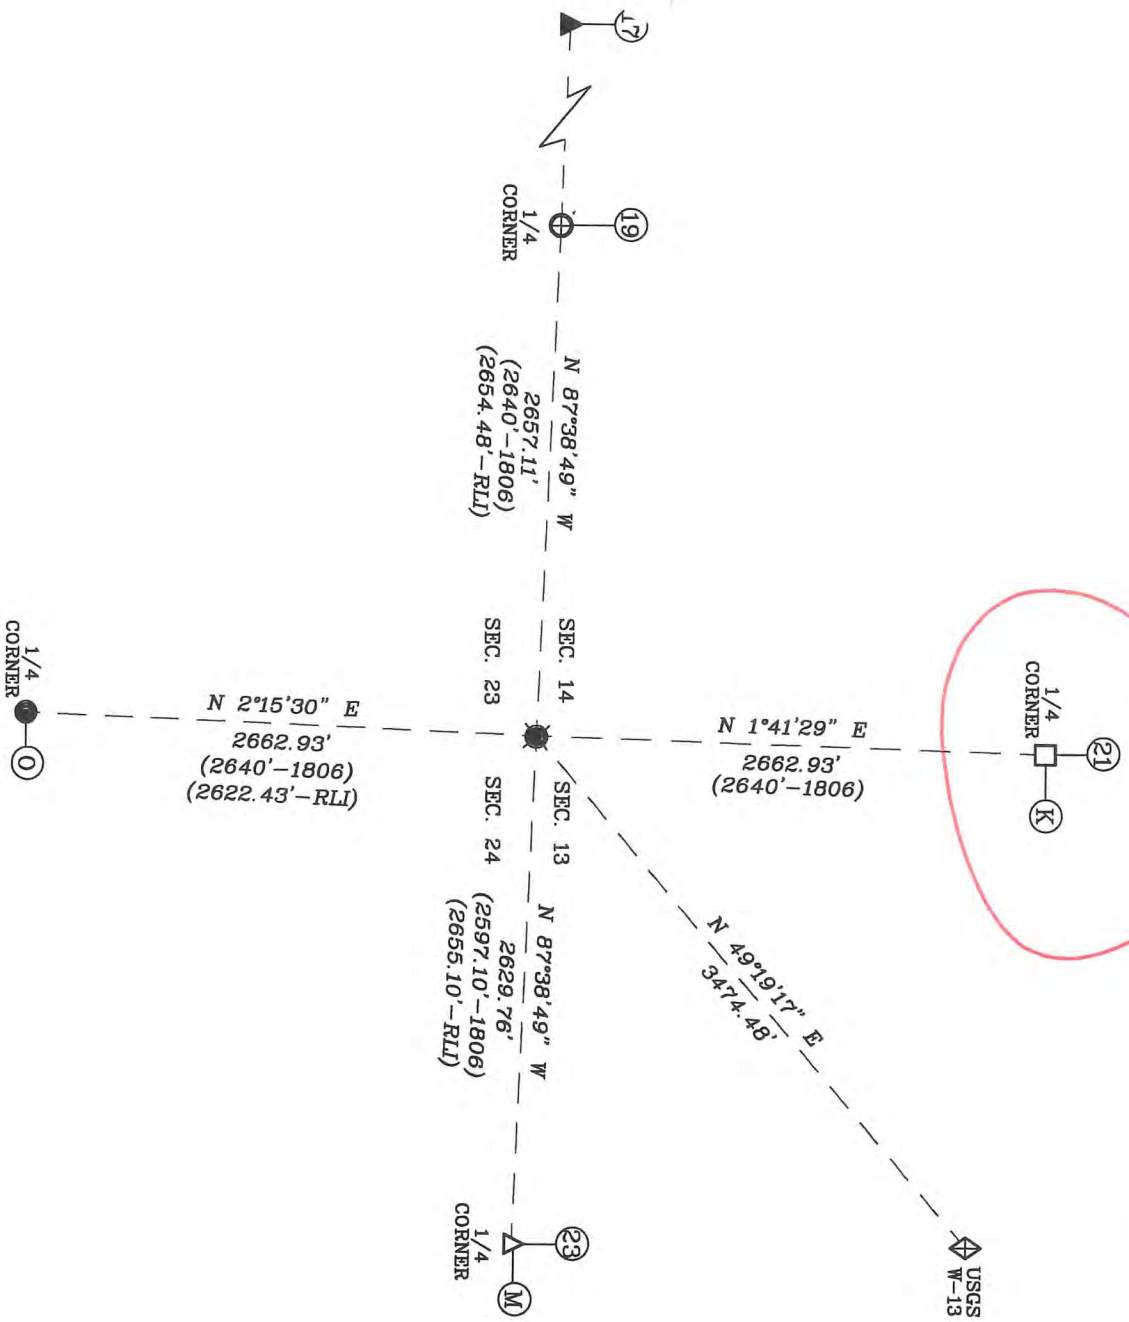 17
19
1/4
CORNER
N 87°38'49" W
2657.11'
(2640'-1806)
(2654.48'-RLI)
SEC. 14
SEC. 23
SEC. 13
SEC. 24
1/4
CORNER
21
K
N 1°41'29" E
2662.93'
(2640'-1806)
N 2°15'30" E
2662.93'
(2640'-1806)
(2622.43'-RLI)
1/4
CORNER
O
N 49°19'17" E
3474.48'
USGS
W-13
N 87°38'49" W
2629.76'
(2597.10'-1806)
(2655.10'-RLI)
23
1/4
CORNER
M